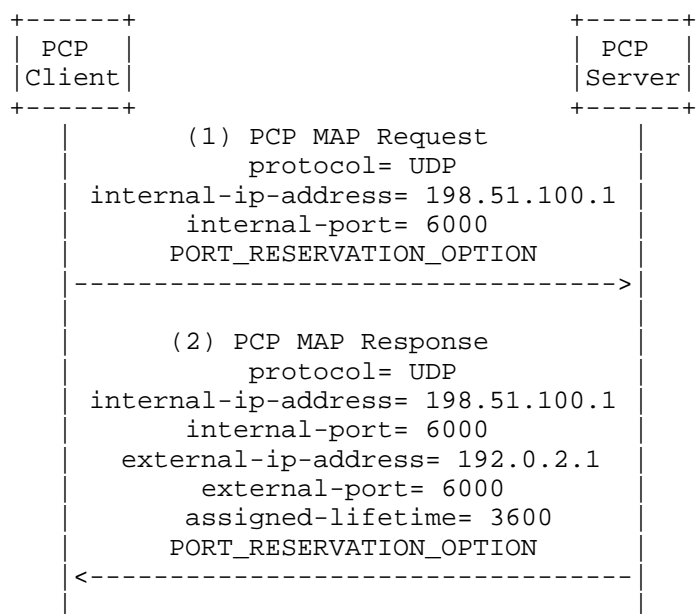 PCP PCP
Client Server
(1) PCP MAP Request
protocol= UDP
internal-ip-address= 198.51.100.1
internal-port= 6000
PORT_RESERVATION_OPTION
(2) PCP MAP Response
protocol= UDP
internal-ip-address= 198.51.100.1
internal-port= 6000
external-ip-address= 192.0.2.1
external-port= 6000
assigned-lifetime= 3600
PORT_RESERVATION_OPTION